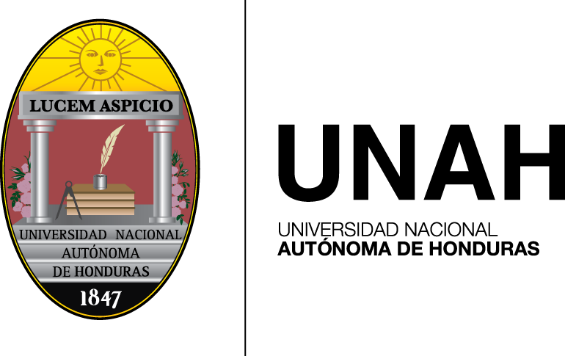 LUCEM ASPICIO
UNIVERSIDAD NACIONAL
AUTÓNOMA
DE HONDURAS
1847
UNAH
UNIVERSIDAD NACIONAL
AUTÓNOMA DE HONDURAS